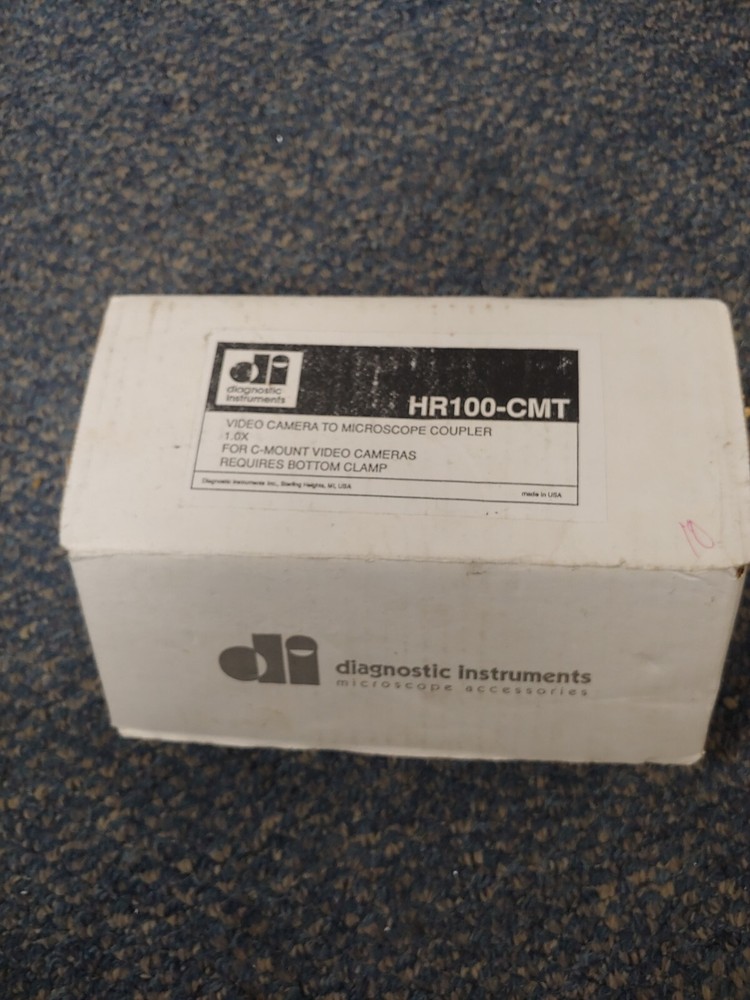 di
diagnostic
instruments
HR100-CMT
VIDEO CAMERA TO MICROSCOPE COUPLER
1.0X
FOR C-MOUNT VIDEO CAMERAS
REQUIRES BOTTOM CLAMP
Diagnostic Instruments Inc., Sterling Heights, MI, USA
made in USA
10
di
diagnostic instruments
microscope accessories